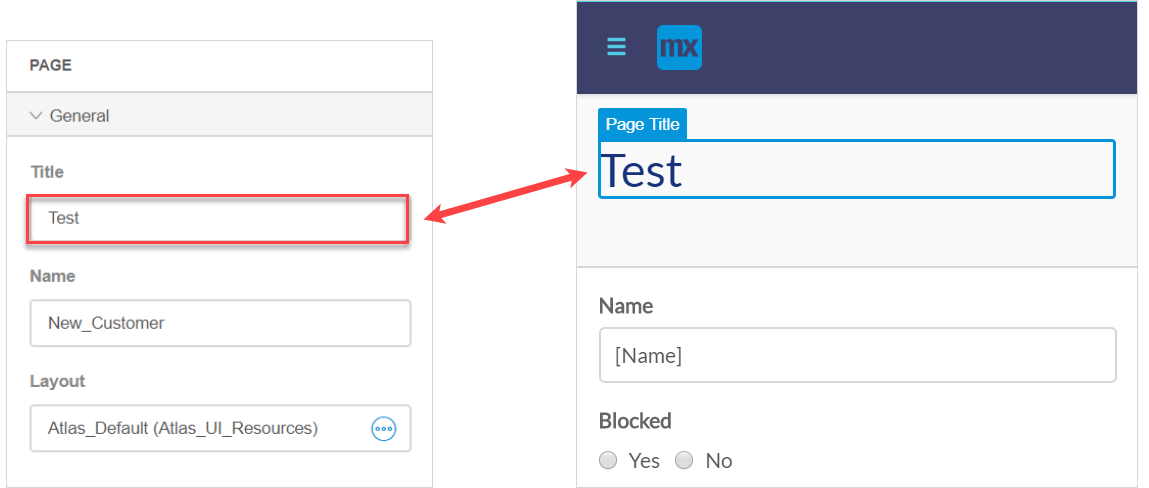 PAGE
General
Title
Test
Name
New_Customer
Layout
Atlas_Default (Atlas_UI_Resources)
mx
Page Title
Test
Name
[Name]
Blocked
Yes No